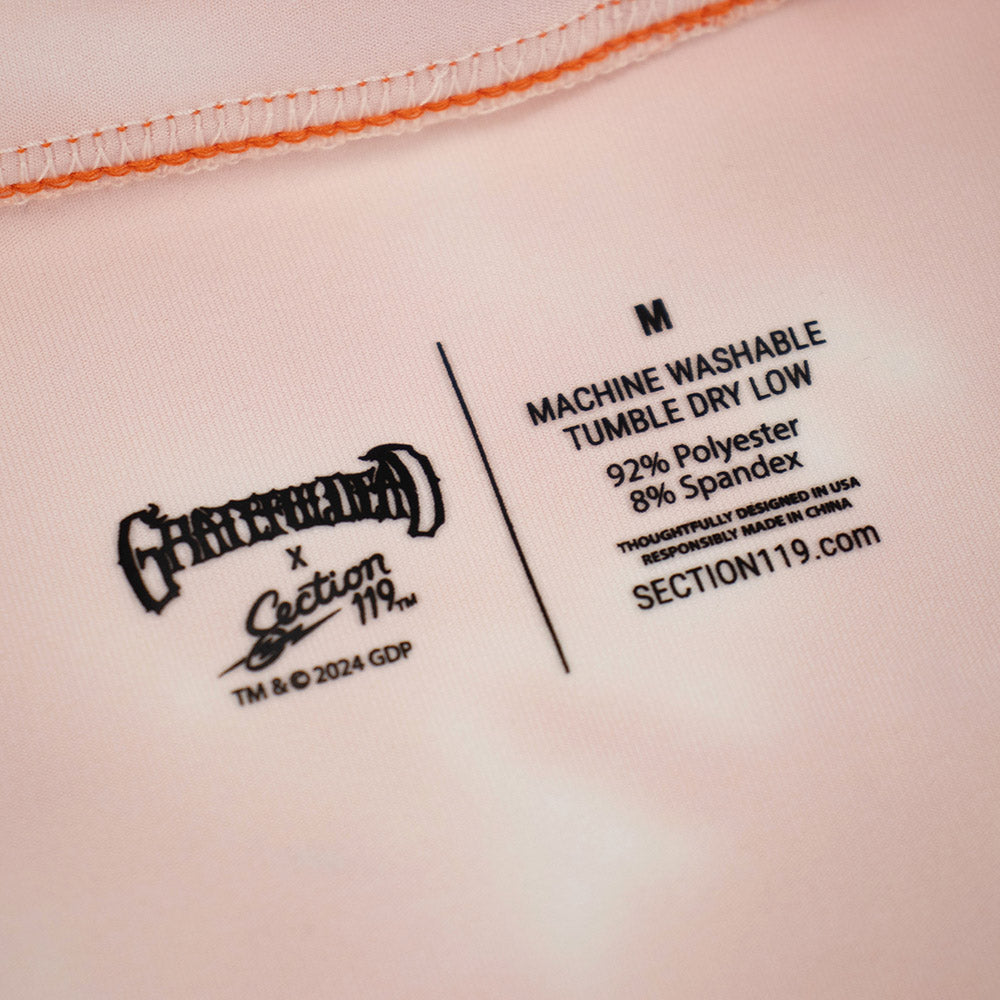 GRATEFUL DEAD
X
Section
119™
TM & © 2024 GDP
M
MACHINE WASHABLE
TUMBLE DRY LOW
92% Polyester
8% Spandex
THOUGHTFULLY DESIGNED IN USA
RESPONSIBLY MADE IN CHINA
SECTION119.com